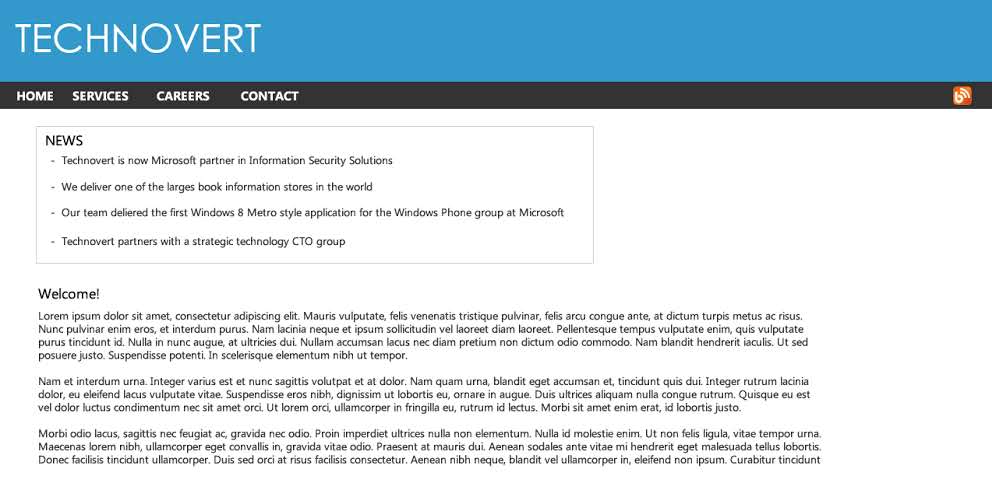 TECHNOVERT
HOME SERVICES CAREERS CONTACT
NEWS
- Technovert is now Microsoft partner in Information Security Solutions
- We deliver one of the larges book information stores in the world
- Our team deliered the first Windows 8 Metro style application for the Windows Phone group at Microsoft
- Technovert partners with a strategic technology CTO group
Welcome!
Lorem ipsum dolor sit amet, consectetur adipiscing elit. Mauris vulputate, felis venenatis tristique pulvinar, felis arcu congue ante, at dictum turpis metus ac risus.
Nunc pulvinar enim eros, et interdum purus. Nam lacinia neque et ipsum sollicitudin vel laoreet diam laoreet. Pellentesque tempus vulputate enim, quis vulputate
purus tincidunt id. Nulla in nunc augue, at ultricies dui. Nullam accumsan lacus nec diam pretium non dictum odio commodo. Nam blandit hendrerit iaculis. Ut sed
posuere justo. Suspendisse potenti. In scelerisque elementum nibh ut tempor.
Nam et interdum urna. Integer varius est et nunc sagittis volutpat et at dolor. Nam quam urna, blandit eget accumsan et, tincidunt quis dui. Integer rutrum lacinia
dolor, eu eleifend lacus vulputate vitae. Suspendisse eros nibh, dignissim ut lobortis eu, ornare in augue. Duis ultrices aliquam nulla congue rutrum. Quisque eu est
vel dolor luctus condimentum nec sit amet orci. Ut lorem orci, ullamcorper in fringilla eu, rutrum id lectus. Morbi sit amet enim erat, id lobortis justo.
Morbi odio lacus, sagittis nec feugiat ac, gravida nec odio. Proin imperdiet ultrices nulla non elementum. Nulla id molestie enim. Ut non felis ligula, vitae tempor urna.
Maecenas lorem nibh, ullamcorper eget convallis in, gravida vitae odio. Praesent at mauris dui. Aenean sodales ante vitae mi hendrerit eget malesuada tellus lobortis.
Donec facilisis tincidunt ullamcorper. Duis sed orci at risus facilisis consectetur. Aenean nibh neque, blandit vel ullamcorper in, eleifend non ipsum. Curabitur tincidunt